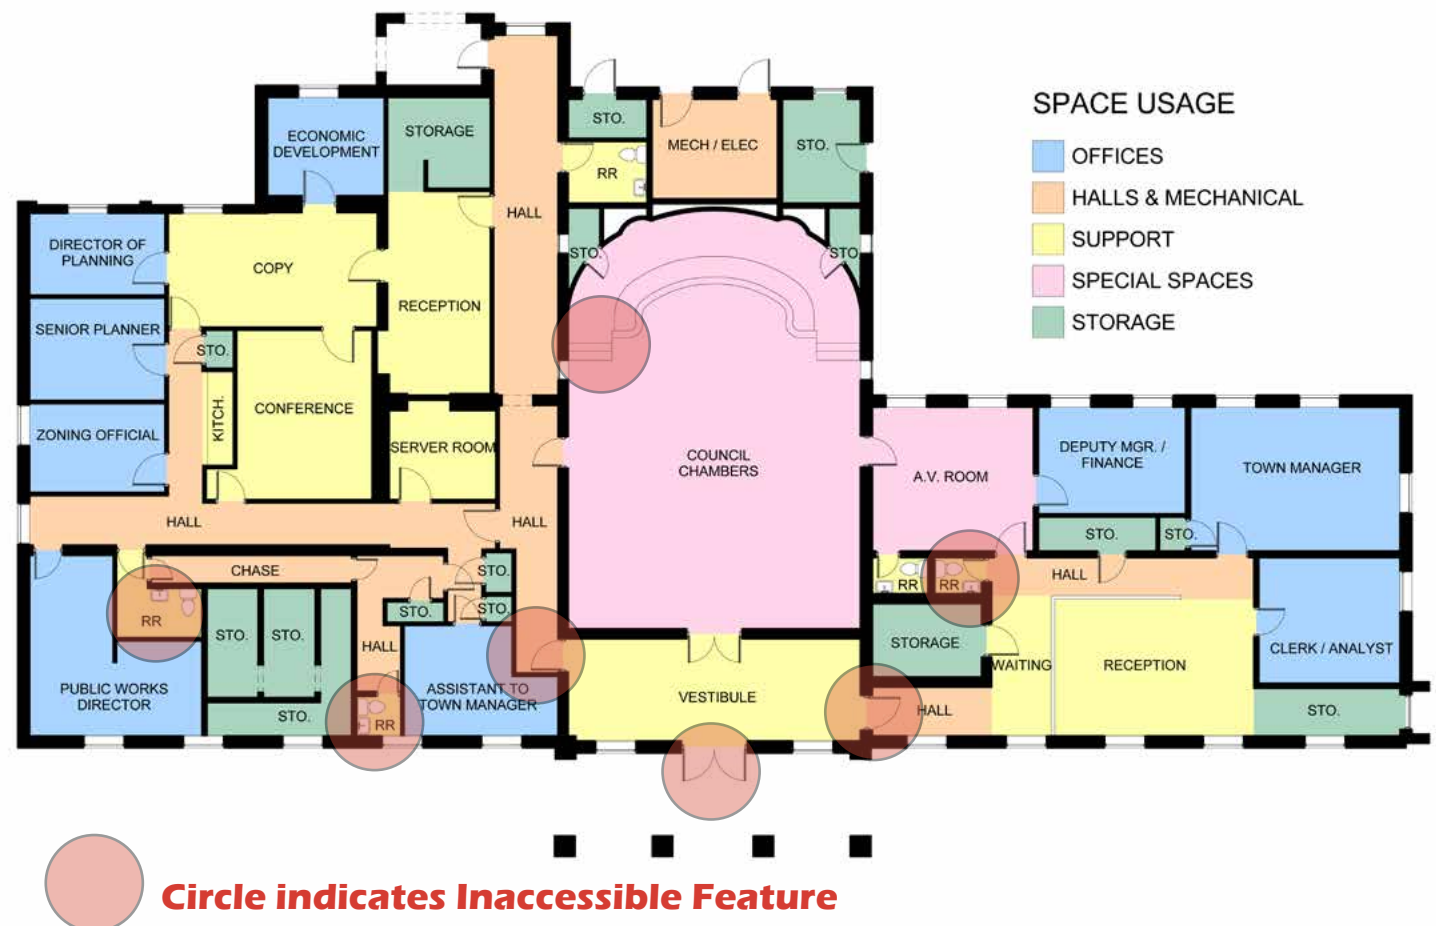 SPACE USAGE
OFFICES
HALLS & MECHANICAL
SUPPORT
SPECIAL SPACES
STORAGE
ECONOMIC
DEVELOPMENT
STORAGE
STO.
MECH / ELEC
STO.
RR
HALL
DIRECTOR OF
PLANNING
COPY
STO.
STO
RECEPTION
SENIOR PLANNER
STO.
KITCH.
CONFERENCE
ZONING OFFICIAL
SERVER ROOM
COUNCIL
CHAMBERS
A.V. ROOM
DEPUTY MGR. /
FINANCE
TOWN MANAGER
HALL
HALL
STO.
STO.
CHASE
STO.
RR
RR
HALL
STO.
STO.
RR
STO.
STO.
HALL
STORAGE
WAITING
RECEPTION
CLERK / ANALYST
PUBLIC WORKS
DIRECTOR
STO.
RR
ASSISTANT TO
TOWN MANAGER
VESTIBULE
HALL
STO.
Circle indicates Inaccessible Feature